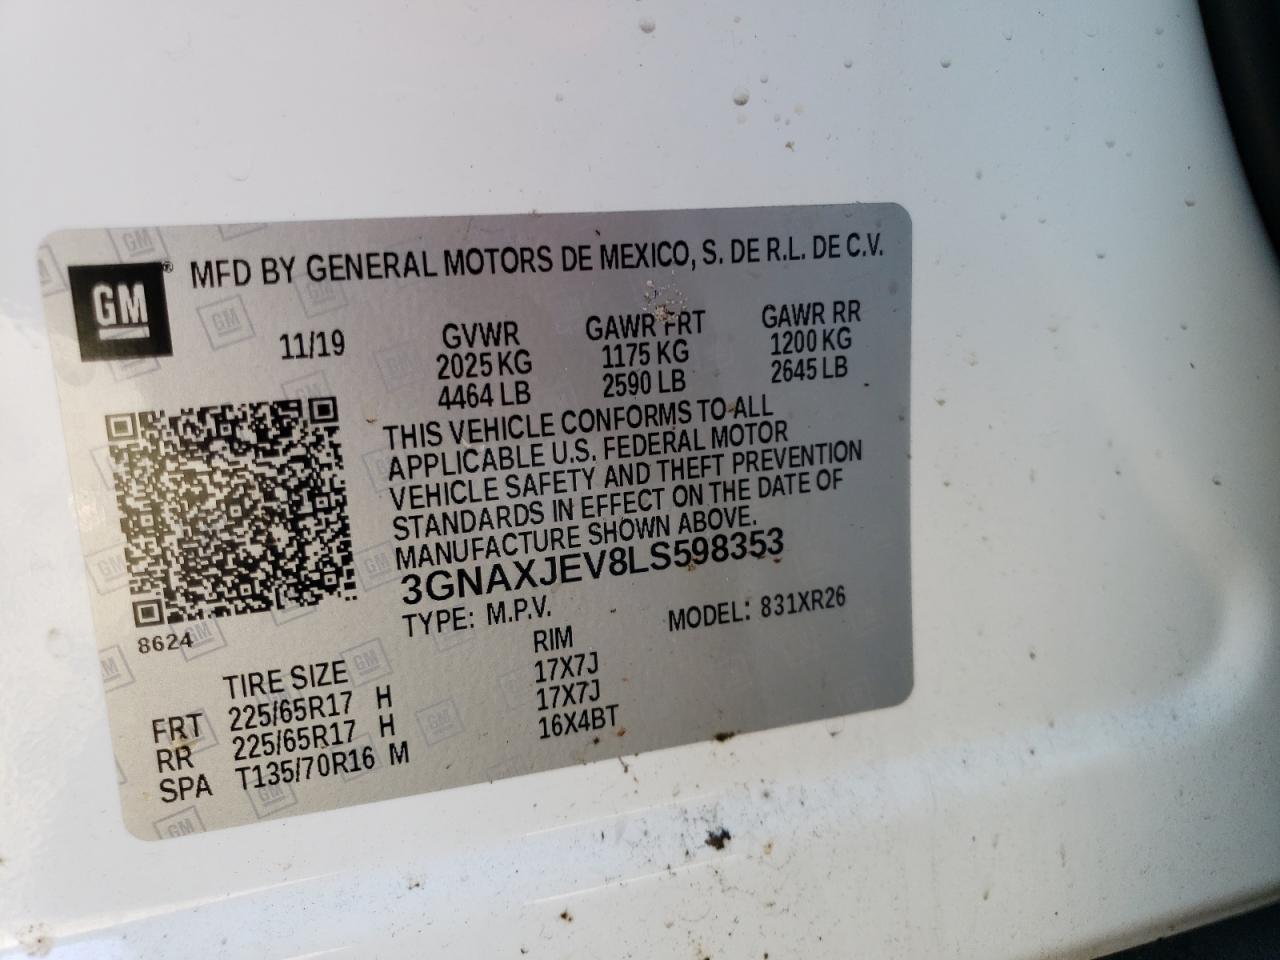 GM® MFD BY GENERAL MOTORS DE MEXICO, S. DE R.L. DE C.V.
11/19 GVWR GAWR FRT GAWR RR
2025 KG 1175 KG 1200 KG
4464 LB 2590 LB 2645 LB
THIS VEHICLE CONFORMS TO ALL
APPLICABLE U.S. FEDERAL MOTOR
VEHICLE SAFETY AND THEFT PREVENTION
STANDARDS IN EFFECT ON THE DATE OF
MANUFACTURE SHOWN ABOVE.
3GNAXJEV8LS598353
8624
TYPE: M.P.V. MODEL: 831XR26
TIRE SIZE RIM
FRT 225/65R17 H 17X7J
RR 225/65R17 H 17X7J
SPA T135/70R16 M 16X4BT